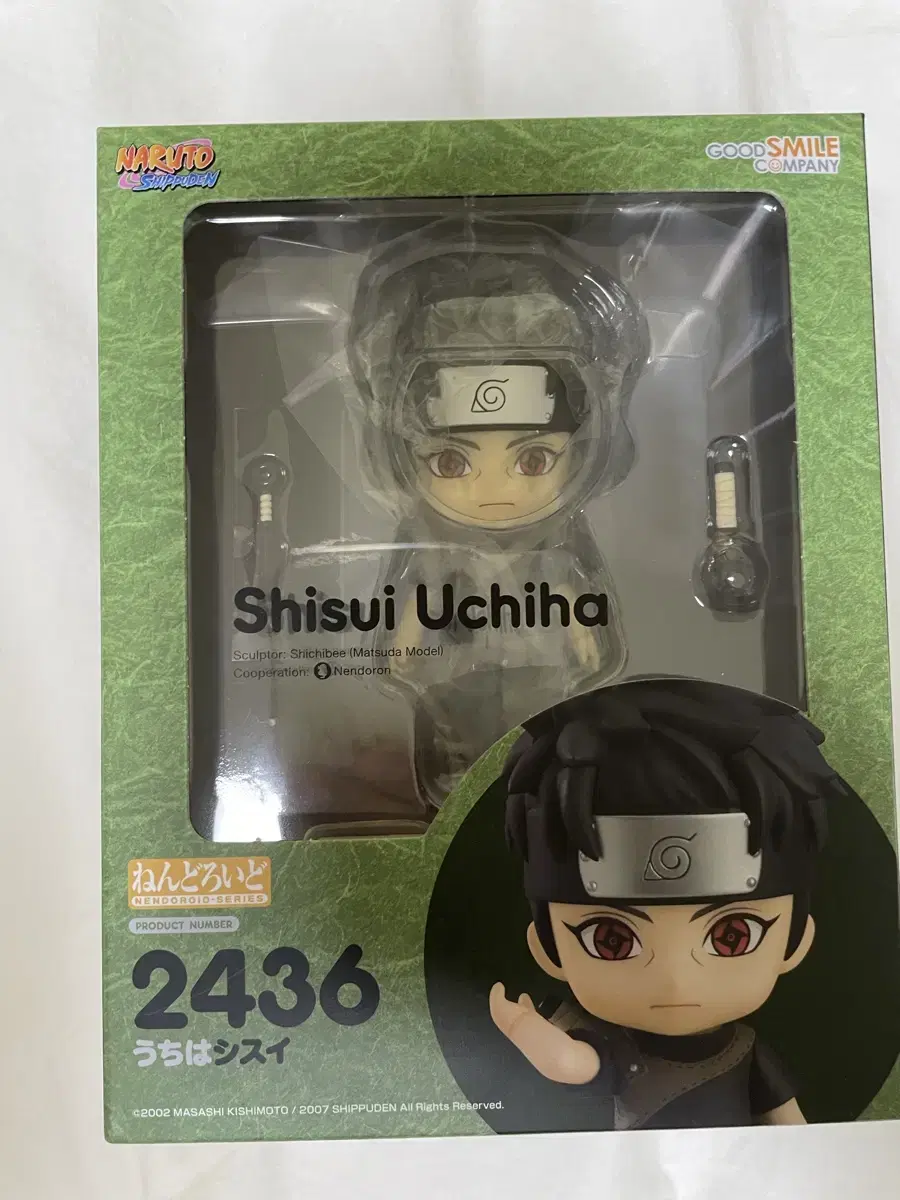 NARUTO
SHIPPUDEN
GOOD SMILE
COMPANY
Shisui Uchiha
Sculptor: Shichibee (Matsuda Model)
Cooperation: Nendoron
ねんどろいど
NENDOROID-SERIES
PRODUCT NUMBER
2436
うちはシスイ
©2002 MASASHI KISHIMOTO / 2007 SHIPPUDEN All Rights Reserved.